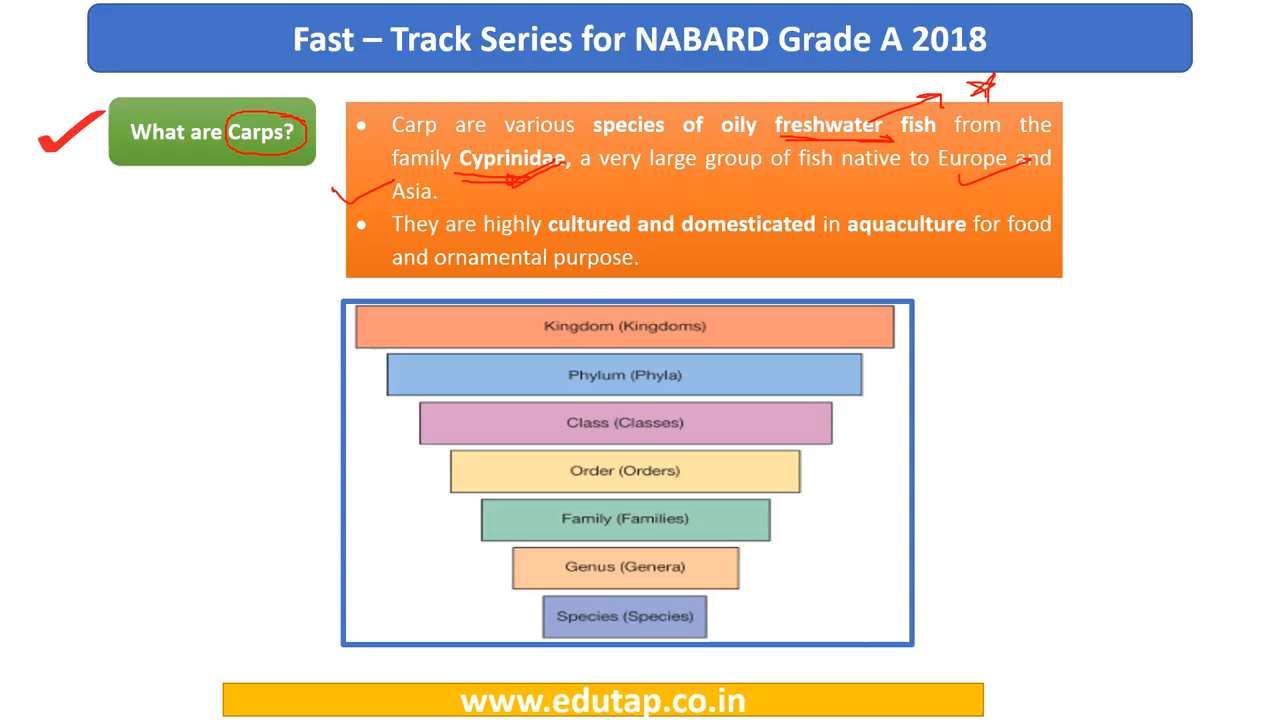 Fast – Track Series for NABARD Grade A 2018
What are Carps?
• Carp are various species of oily freshwater fish from the
family Cyprinidae, a very large group of fish native to Europe and
Asia.
• They are highly cultured and domesticated in aquaculture for food
and ornamental purpose.
Kingdom (Kingdoms)
Phylum (Phyla)
Class (Classes)
Order (Orders)
Family (Families)
Genus (Genera)
Species (Species)
www.edutap.co.in